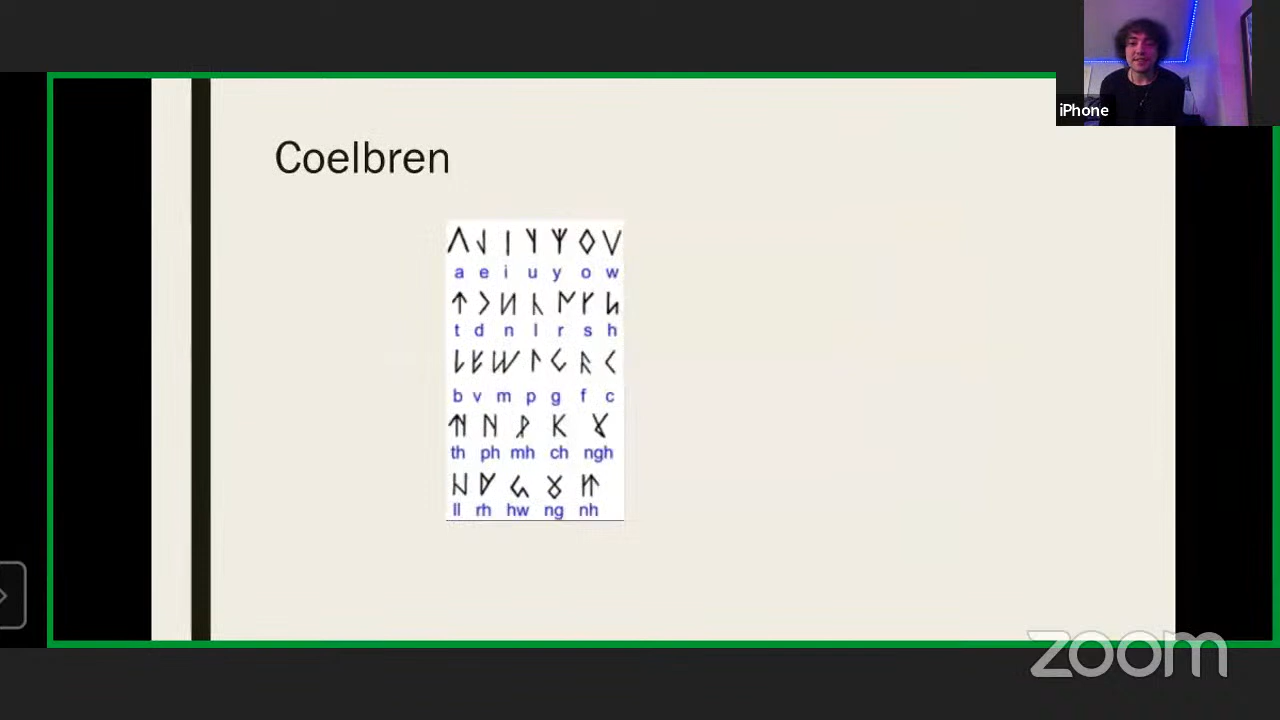 iPhone
Coelbren
a e i u y o w
t d n l r s h
b v m p g f c
th ph mh ch ngh
ll rh hw ng nh
zoom